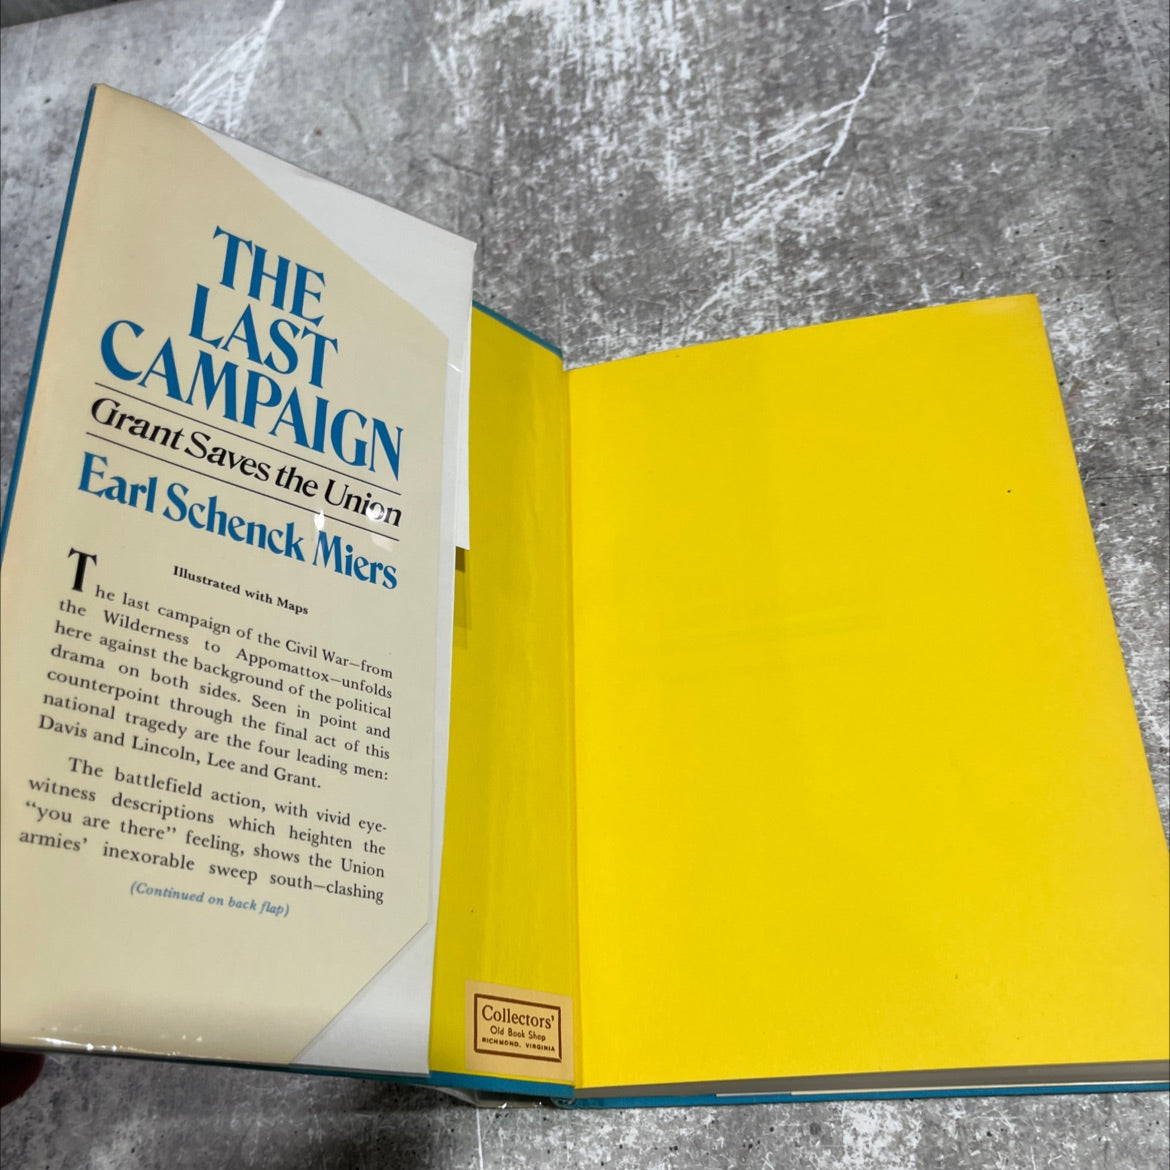 THE
LAST
CAMPAIGN
Grant Saves the Union
Earl Schenck Miers
Illustrated with Maps
The last campaign of the Civil War—from
the Wilderness to Appomattox—unfolds
here against the background of the political
drama on both sides. Seen in point and
counterpoint through the final act of this
national tragedy are the four leading men:
Davis and Lincoln, Lee and Grant.
The battlefield action, with vivid eye-
witness descriptions which heighten the
“you are there” feeling, shows the Union
armies’ inexorable sweep south—clashing
(Continued on back flap)
Collectors'
Old Book Shop
RICHMOND, VIRGINIA